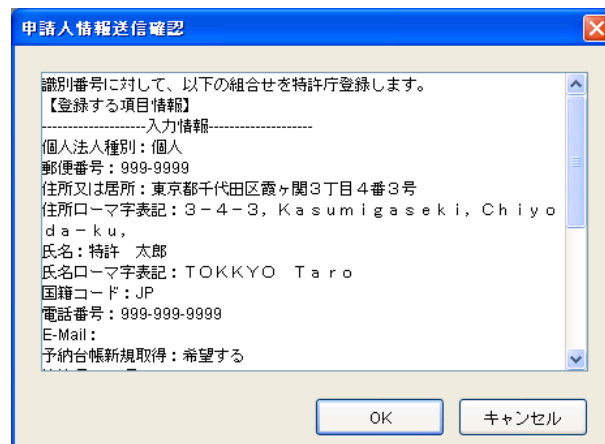 申請人情報送信確認
識別番号に対して、以下の組合せを特許庁登録します。
【登録する項目情報】
-------------------入力情報-------------------
個人法人種別：個人
郵便番号：999-9999
住所又は居所：東京都千代田区霞ヶ関３丁目４番３号
住所ローマ字表記：３－４－３，Ｋａｓｕｍｉｇａｓｅｋｉ，Ｃｈｉｙｏ
ｄａ－ｋｕ，
氏名：特許　太郎
氏名ローマ字表記：ＴＯＫＫＹＯ　Ｔａｒｏ
国籍コード：JP
電話番号：999-999-9999
E-Mail：
予納台帳新規取得：希望する
OK
キャンセル